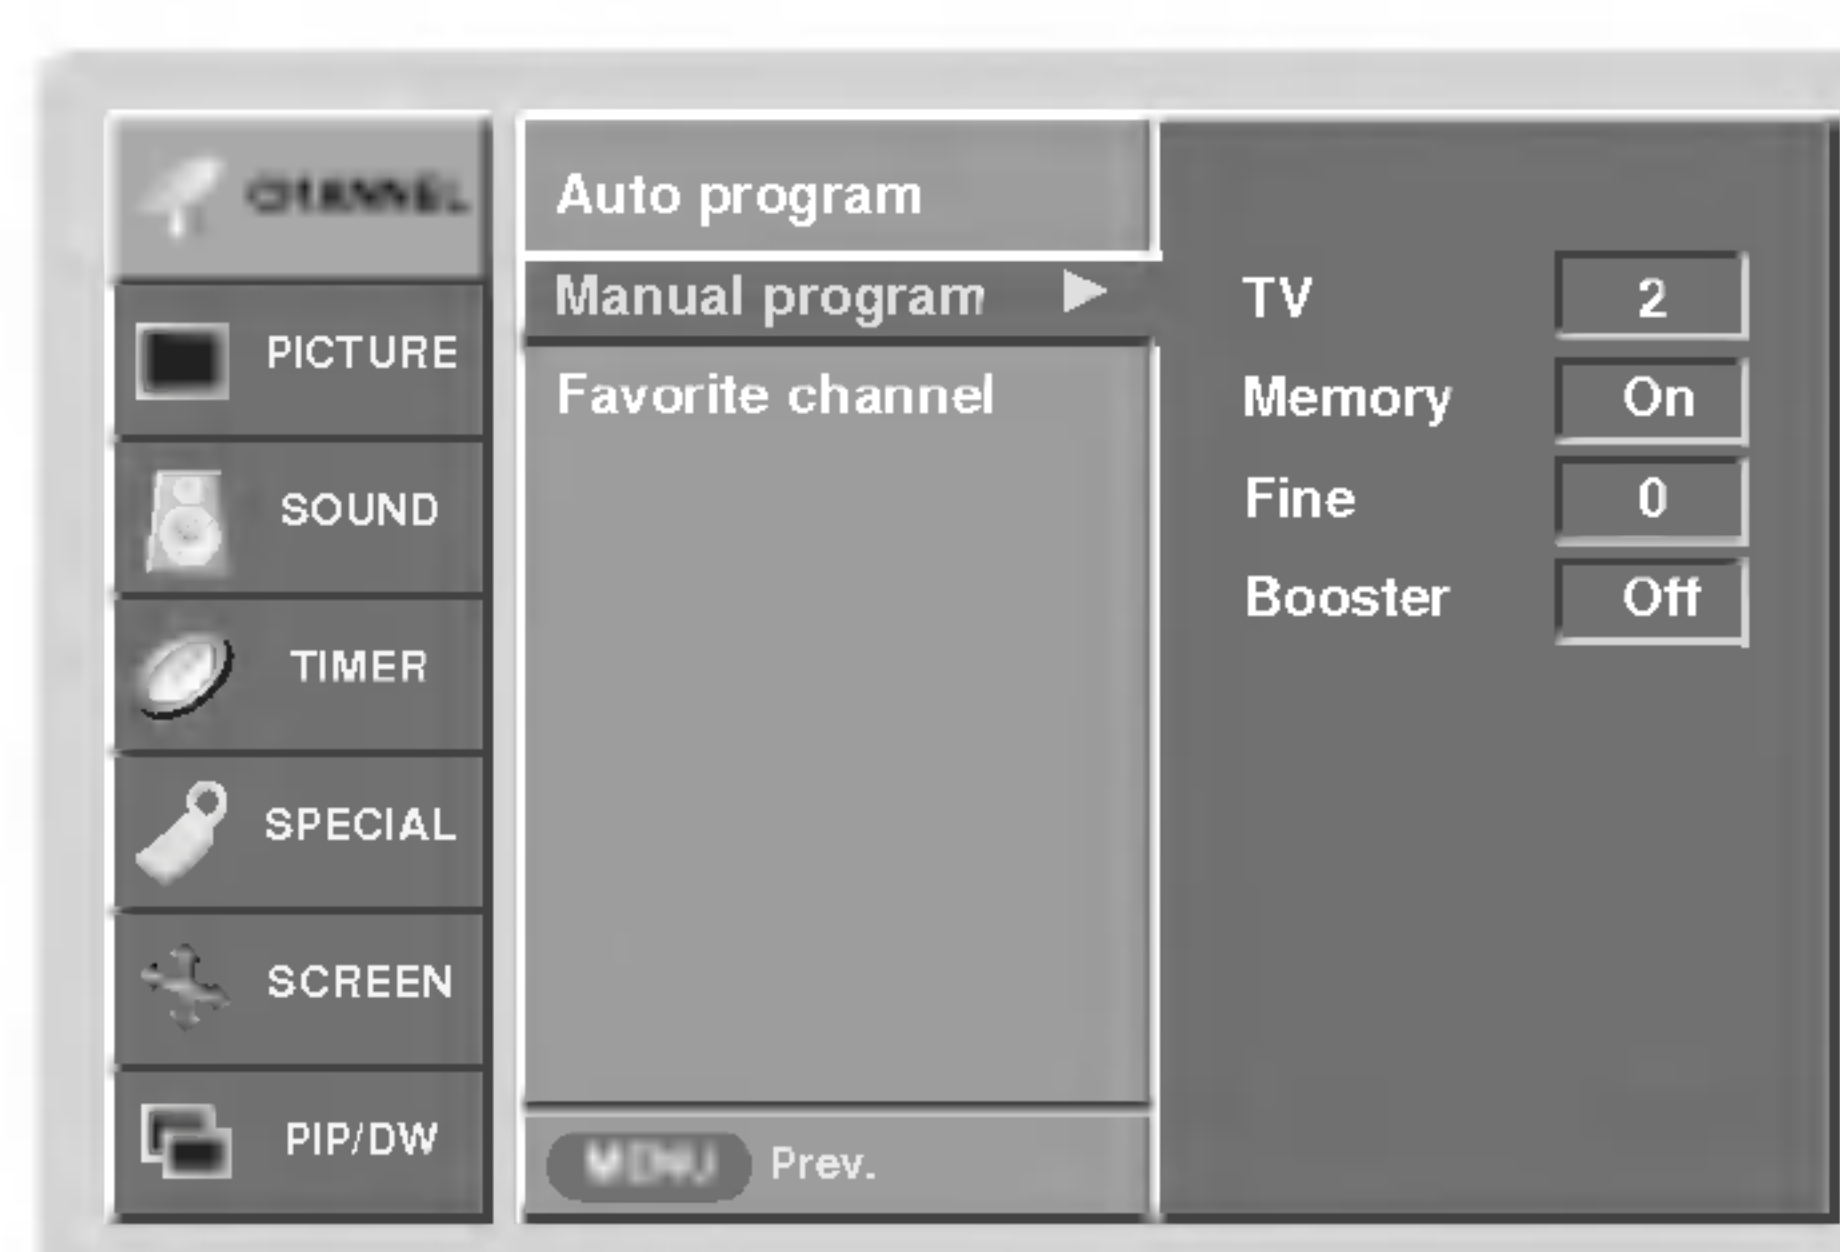 CHANNEL
PICTURE
SOUND
TIMER
SPECIAL
SCREEN
PIP/DW
Auto program
Manual program
Favorite channel
MENU Prev.
TV 2
Memory On
Fine 0
Booster Off